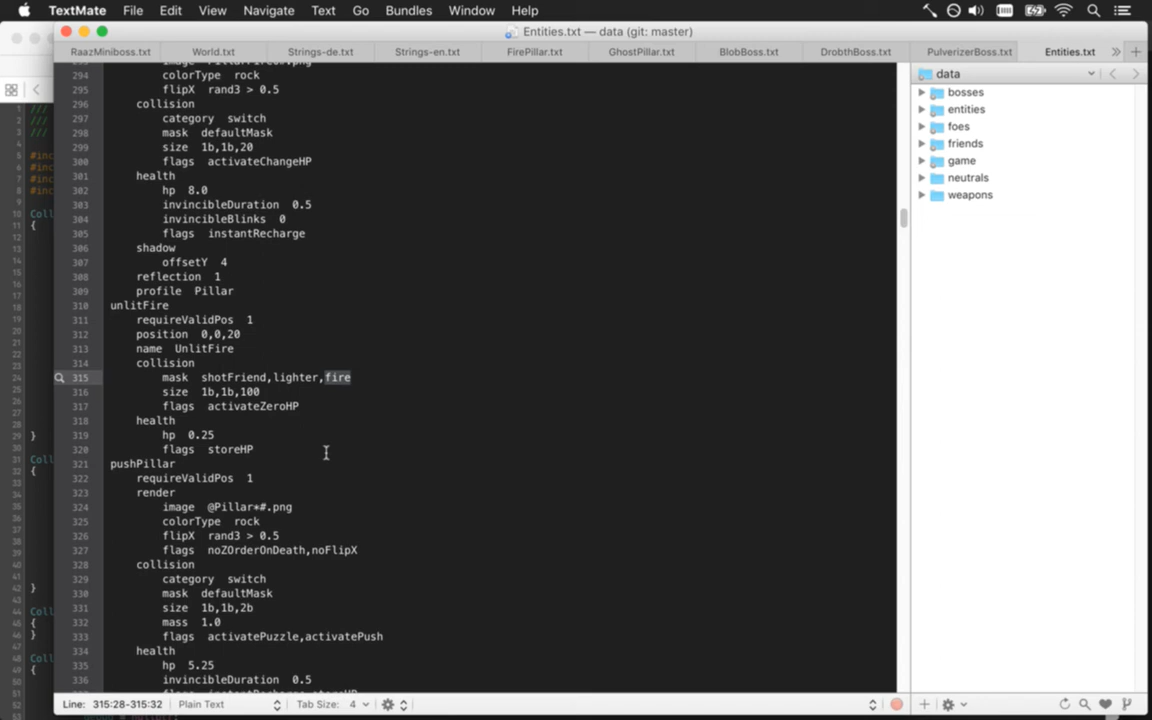 TextMate File Edit View Navigate Text Go Bundles Window Help
Entities.txt — data (git: master)
RaazMiniboss.txt World.txt Strings-de.txt Strings-en.txt FirePillar.txt GhostPillar.txt BlobBoss.txt DrobthBoss.txt PulverizerBoss.txt Entities.txt
294 colorType rock
295 flipX rand3 > 0.5
296 collision
297 category switch
298 mask defaultMask
299 size 1b,1b,20
300 flags activateChangeHP
301 health
302 hp 8.0
303 invincibleDuration 0.5
304 invincibleBlinks 0
305 flags instantRecharge
306 shadow
307 offsetY 4
308 reflection 1
309 profile Pillar
310 unlitFire
311 requireValidPos 1
312 position 0,0,20
313 name UnlitFire
314 collision
315 mask shotFriend,lighter,fire
316 size 1b,1b,100
317 flags activateZeroHP
318 health
319 hp 0.25
320 flags storeHP
321 pushPillar
322 requireValidPos 1
323 render
324 image @Pillar*#.png
325 colorType rock
326 flipX rand3 > 0.5
327 flags noZOrderOnDeath,noFlipX
328 collision
329 category switch
330 mask defaultMask
331 size 1b,1b,2b
332 mass 1.0
333 flags activatePuzzle,activatePush
334 health
335 hp 5.25
336 invincibleDuration 0.5
data
bosses
entities
foes
friends
game
neutrals
weapons
Line: 315:28-315:32 Plain Text Tab Size: 4